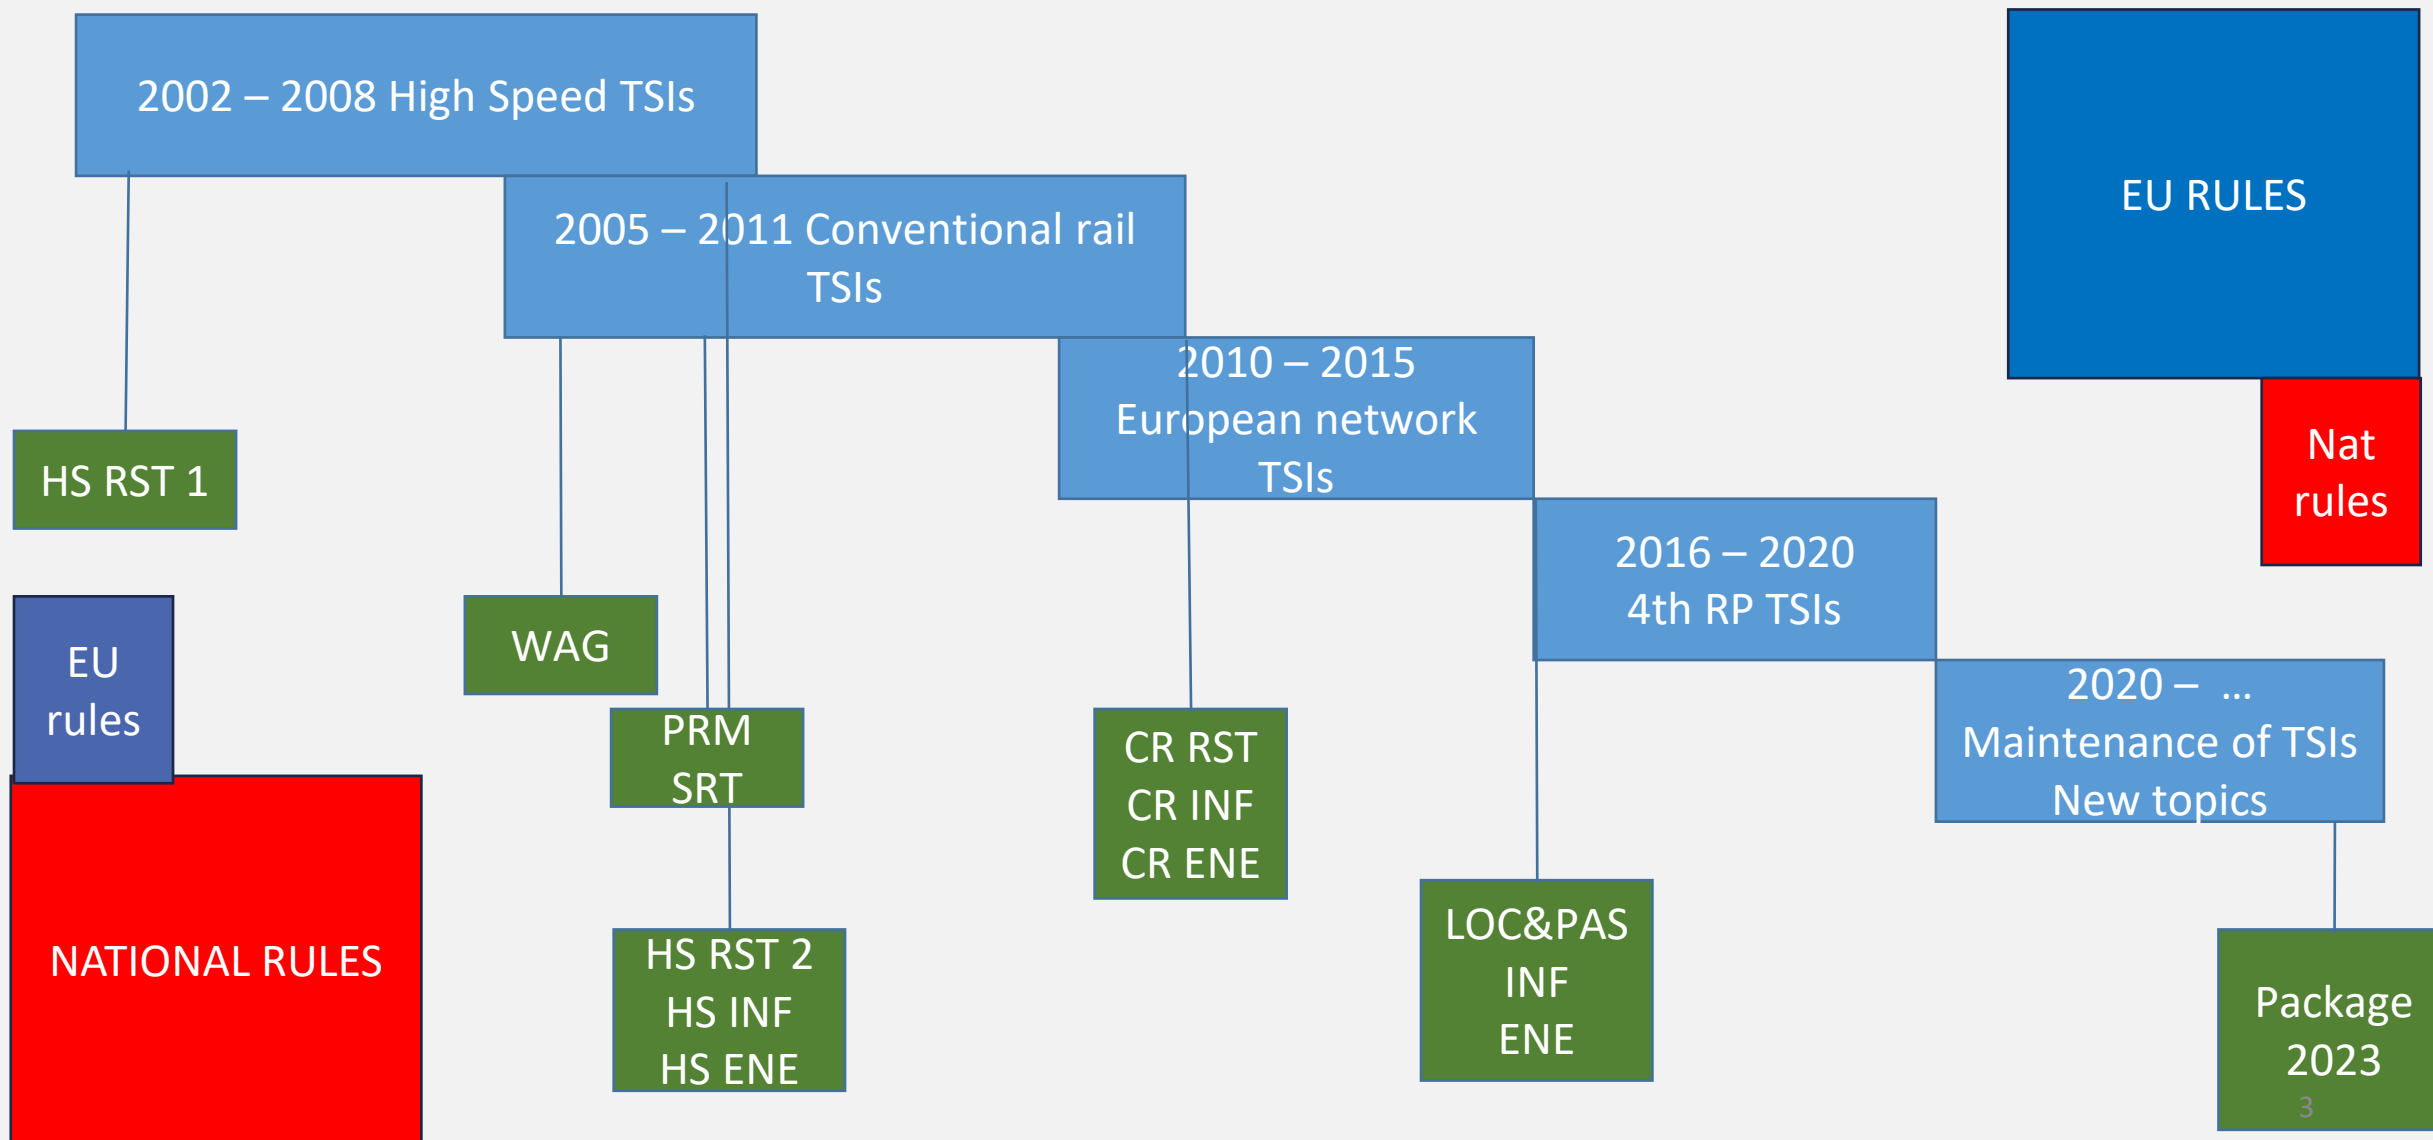 2002 – 2008 High Speed TSIs
EU RULES
2005 – 2011 Conventional rail
TSIs
2010 – 2015
European network
TSIs
Nat
rules
HS RST 1
2016 – 2020
4th RP TSIs
EU
rules
WAG
PRM
SRT
CR RST
CR INF
CR ENE
2020 – ...
Maintenance of TSIs
New topics
NATIONAL RULES
HS RST 2
HS INF
HS ENE
LOC&PAS
INF
ENE
Package
2023
3